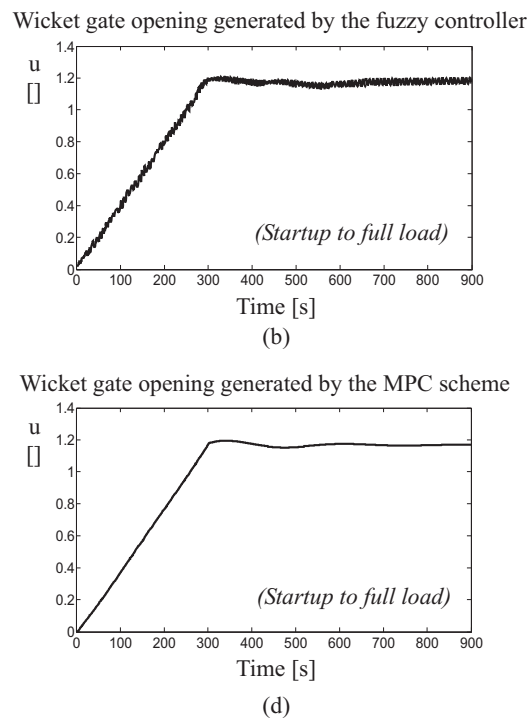 Wicket gate opening generated by the fuzzy controller
1.4
u
1.2
[]
1
0.8
0.6
0.4
0.2
0
(Startup to full load)
0 100 200 300 400 500 600 700 800 900
Time [s]
(b)
Wicket gate opening generated by the MPC scheme
1.4
u
1.2
[]
1
0.8
0.6
0.4
0.2
0
(Startup to full load)
0 100 200 300 400 500 600 700 800 900
Time [s]
(d)